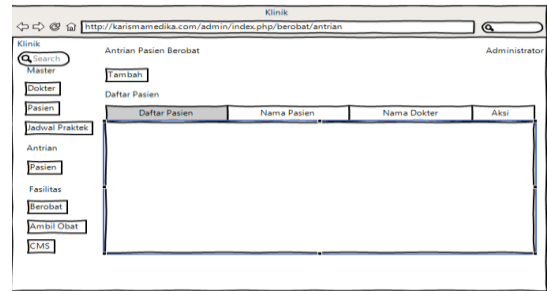 Klinik
http://karismamedika.com/admin/index.php/berobat/antrian
Klinik
Search
Master
Dokter
Pasien
Jadwal Praktek
Antrian
Pasien
Fasilitas
Berobat
Ambil Obat
CMS
Antrian Pasien Berobat
Administrator
Tambah
Daftar Pasien
Daftar Pasien Nama Pasien Nama Dokter Aksi